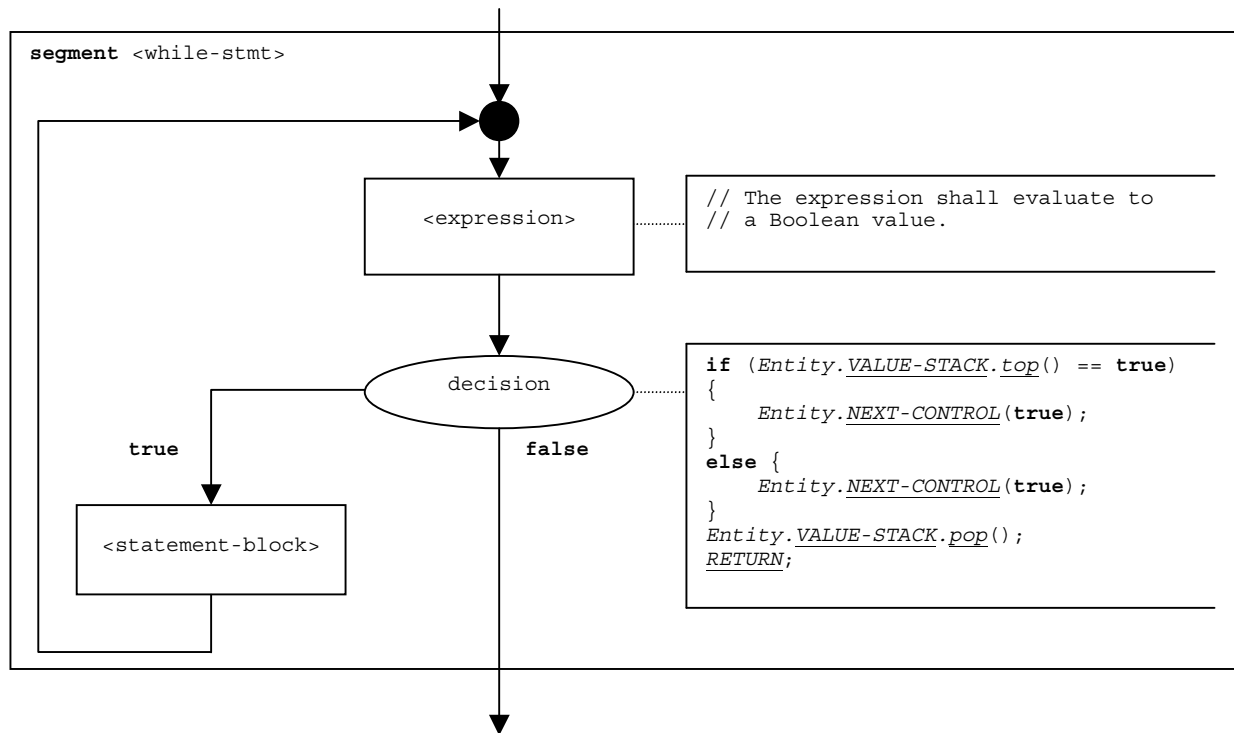 segment <while-stmt>
<expression>
// The expression shall evaluate to
// a Boolean value.
decision
true
false
<statement-block>
if (Entity.VALUE-STACK.top() == true)
{
    Entity.NEXT-CONTROL(true);
}
else {
    Entity.NEXT-CONTROL(true);
}
Entity.VALUE-STACK.pop();
RETURN;